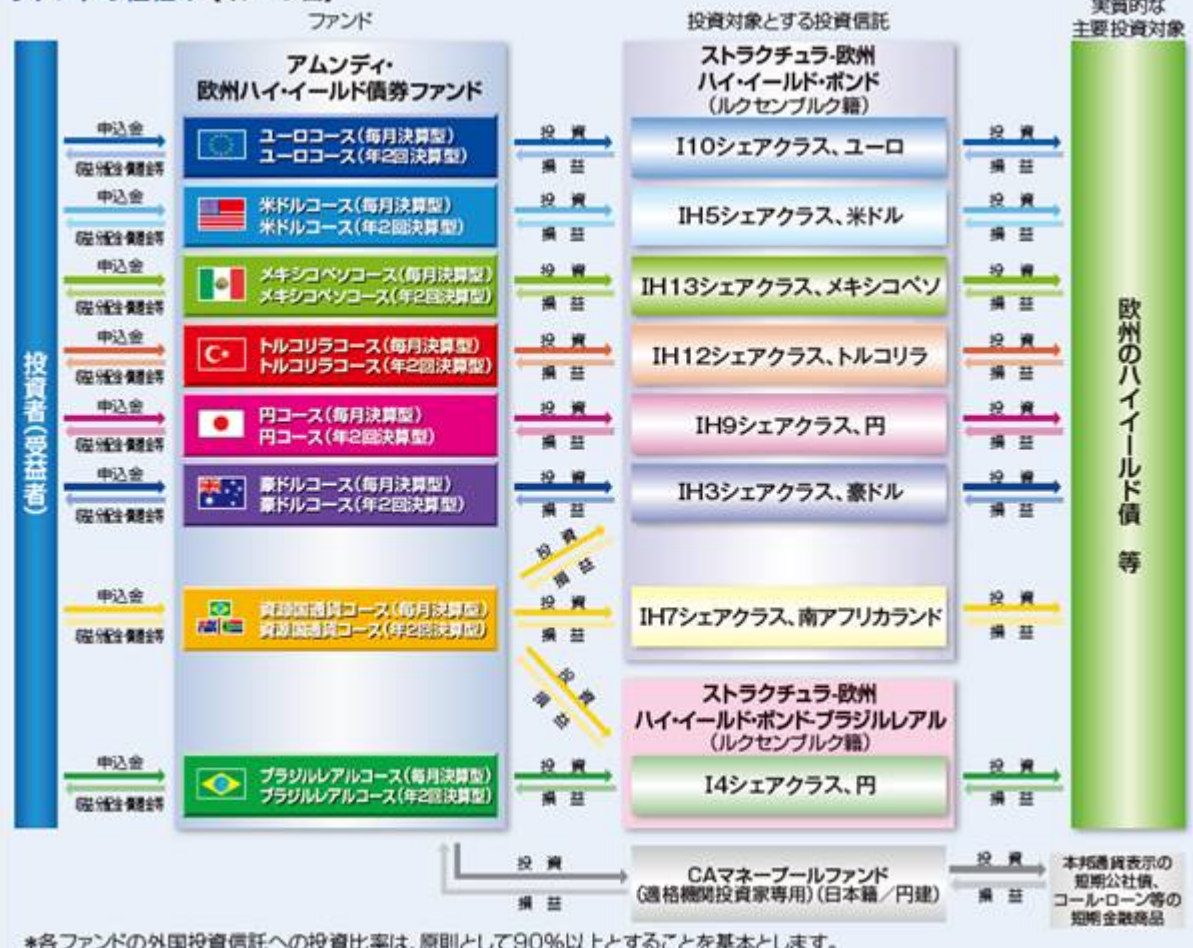 ファンド
投資対象とする投資信託
実質的な
主要投資対象
アムンディ・
欧州ハイ・イールド債券ファンド
ストラクチュラ-欧州
ハイ・イールド・ボンド
(ルクセンブルク籍)
投資者(受益者)
欧州のハイイールド債 等
申込金
ユーロコース(毎月決算型)
ユーロコース(年2回決算型)
投資
損益
I10シェアクラス、ユーロ
投資
損益
申込金
米ドルコース(毎月決算型)
米ドルコース(年2回決算型)
投資
損益
IH5シェアクラス、米ドル
投資
損益
申込金
メキシコペソコース(毎月決算型)
メキシコペソコース(年2回決算型)
投資
損益
IH13シェアクラス、メキシコペソ
投資
損益
申込金
トルコリラコース(毎月決算型)
トルコリラコース(年2回決算型)
投資
損益
IH12シェアクラス、トルコリラ
投資
損益
申込金
円コース(毎月決算型)
円コース(年2回決算型)
投資
損益
IH9シェアクラス、円
投資
損益
申込金
豪ドルコース(毎月決算型)
豪ドルコース(年2回決算型)
投資
損益
IH3シェアクラス、豪ドル
投資
損益
投資
損益
申込金
資源国通貨コース(毎月決算型)
資源国通貨コース(年2回決算型)
投資
損益
IH7シェアクラス、南アフリカランド
投資
損益
投資
損益
ストラクチュラ-欧州
ハイ・イールド・ボンド-ブラジルレアル
(ルクセンブルク籍)
申込金
ブラジルレアルコース(毎月決算型)
ブラジルレアルコース(年2回決算型)
投資
損益
I4シェアクラス、円
投資
損益
投資
損益
CAマネープールファンド
(適格機関投資家専用)(日本籍/円建)
投資
損益
本邦通貨表示の
短期公社債、
コール・ローン等の
短期金融商品
*各ファンドの外国投資信託への投資比率は、原則として90%以上とすることを基本とします。